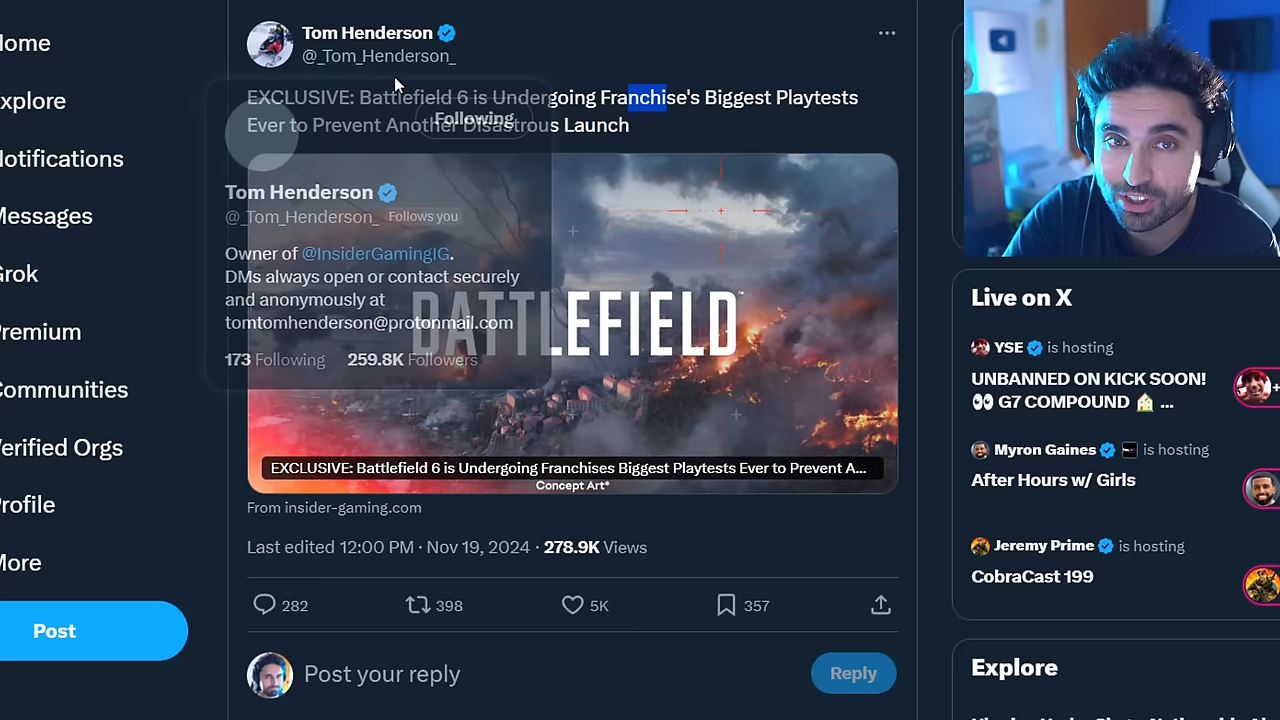 ome
xplore
otifications
essages
rok
remium
ommunities
erified Orgs
rofile
ore
Post
Tom Henderson
@_Tom_Henderson_
EXCLUSIVE: Battlefield 6 is Undergoing Franchise's Biggest Playtests
Ever to Prevent Another Disastrous Launch
Following
Tom Henderson
@_Tom_Henderson_ Follows you
Owner of @InsiderGamingIG.
DMs always open or contact securely
and anonymously at
tomtomhenderson@protonmail.com
173 Following 259.8K Followers
BATTLEFIELD™
EXCLUSIVE: Battlefield 6 is Undergoing Franchises Biggest Playtests Ever to Prevent A...
Concept Art*
From insider-gaming.com
Last edited 12:00 PM · Nov 19, 2024 · 278.9K Views
282 398 5K 357
Post your reply
Reply
Live on X
YSE is hosting
UNBANNED ON KICK SOON!
👀 G7 COMPOUND 🏠 ...
Myron Gaines is hosting
After Hours w/ Girls
Jeremy Prime is hosting
CobraCast 199
Explore